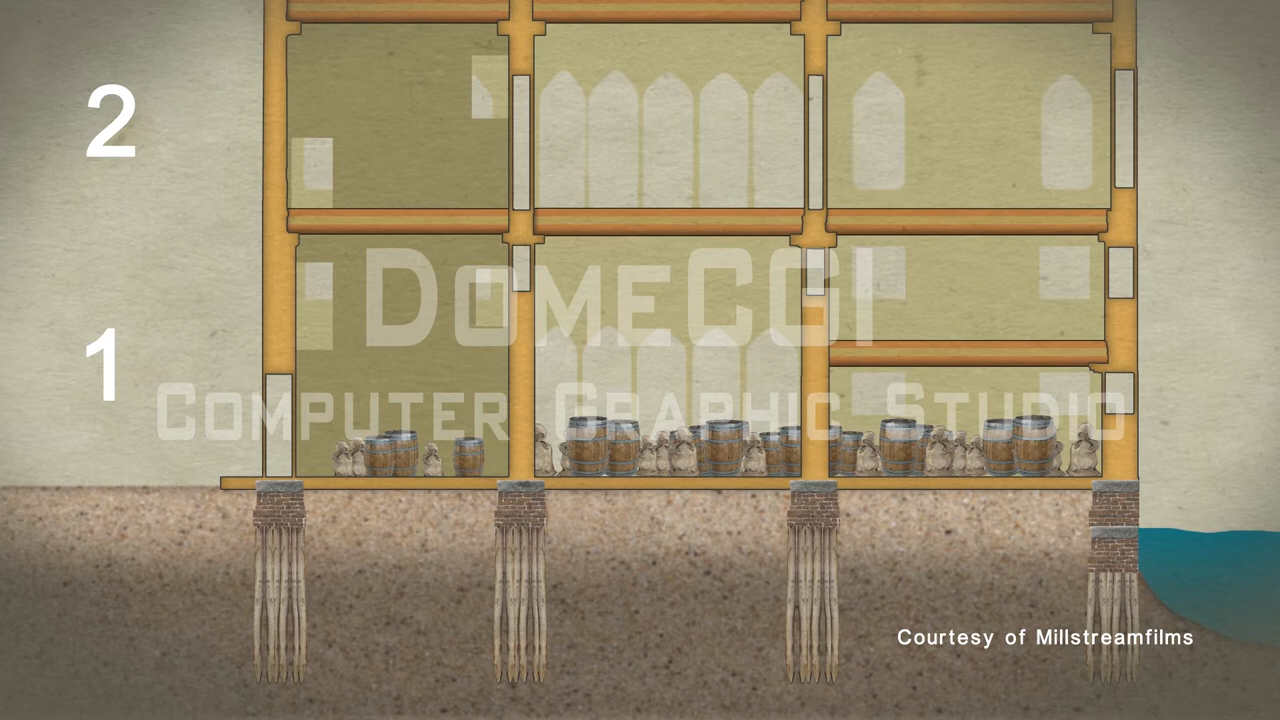 2
DomeCGI
1
Computer Graphic Studio
Courtesy of Millstreamfilms